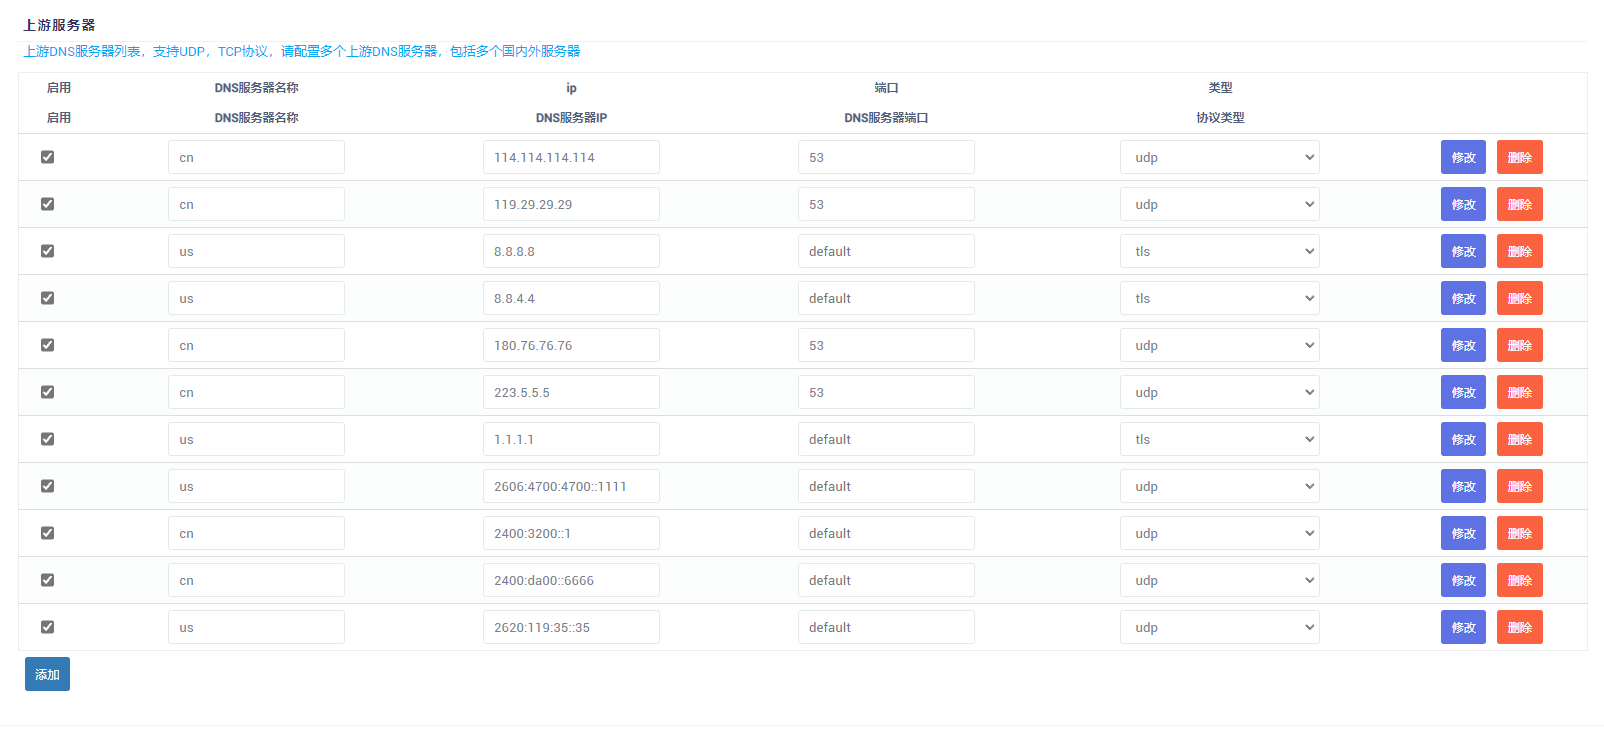 上游服务器
上游DNS服务器列表，支持UDP，TCP协议，请配置多个上游DNS服务器，包括多个国内外服务器
启用 DNS服务器名称 ip 端口 类型
启用 DNS服务器名称 DNS服务器IP DNS服务器端口 协议类型
cn 114.114.114.114 53 udp 修改 删除
cn 119.29.29.29 53 udp 修改 删除
us 8.8.8.8 default tls 修改 删除
us 8.8.4.4 default tls 修改 删除
cn 180.76.76.76 53 udp 修改 删除
cn 223.5.5.5 53 udp 修改 删除
us 1.1.1.1 default tls 修改 删除
us 2606:4700:4700::1111 default udp 修改 删除
cn 2400:3200::1 default udp 修改 删除
cn 2400:da00::6666 default udp 修改 删除
us 2620:119:35::35 default udp 修改 删除
添加